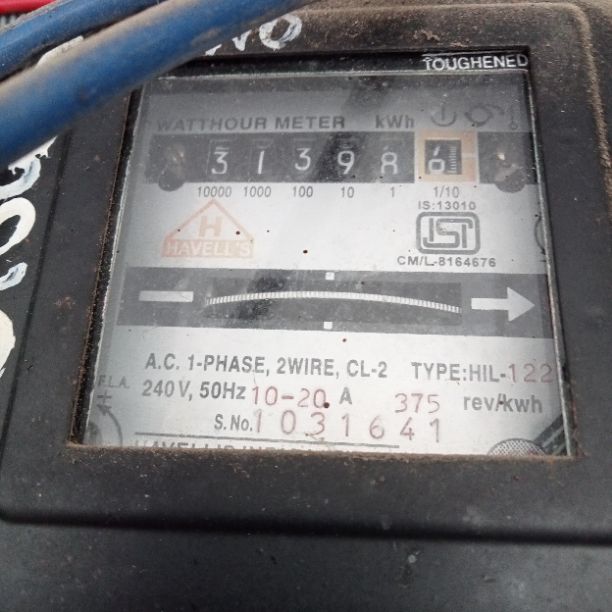 TOUGHENED
WATTHOUR METER kWh
3 1 3 9 8 6
10000 1000 100 10 1 1/10
IS:13010
H
HAVELL'S
ISI
CM/L-8164676
A.C. 1-PHASE, 2WIRE, CL-2 TYPE:HIL-122
F.L.A. 240V, 50Hz 10-20 A 375 rev/kwh
S.No. 1031641